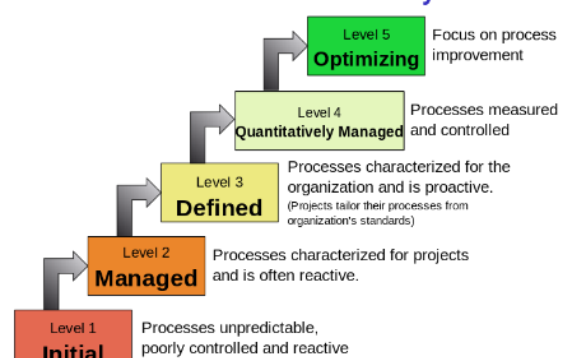 Level 5
Optimizing
Focus on process
improvement
Level 4
Quantitatively Managed
Processes measured
and controlled
Level 3
Defined
Processes characterized for the
organization and is proactive.
(Projects tailor their processes from
organization's standards)
Level 2
Managed
Processes characterized for projects
and is often reactive.
Level 1
Initial
Processes unpredictable,
poorly controlled and reactive